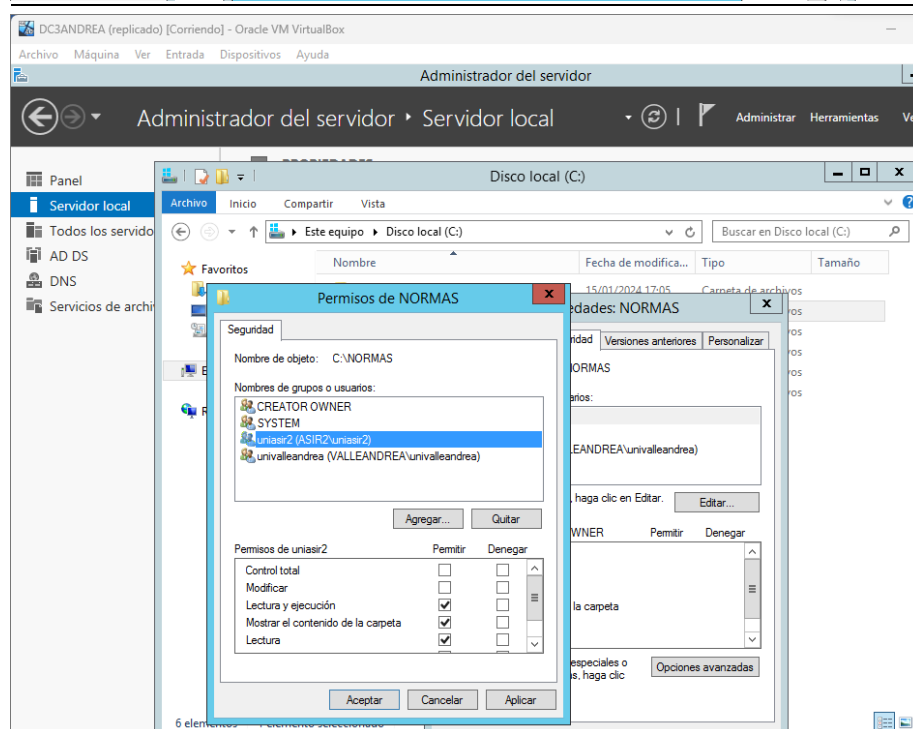 DC3ANDREA (replicado) [Corriendo] - Oracle VM VirtualBox
Archivo Máquina Ver Entrada Dispositivos Ayuda
Administrador del servidor
Administrador del servidor Servidor local
Administrar Herramientas
Panel
Servidor local
Todos los servido
AD DS
DNS
Servicios de archi
Disco local (C:)
Archivo Inicio Compartir Vista
Este equipo Disco local (C:)
Buscar en Disco local (C:)
Favoritos
Nombre Fecha de modifica... Tipo Tamaño
15/01/2024 17:05 Carpeta de archivos
vos
vos
vos
vos
edades: NORMAS
ridad Versiones anteriores Personalizar
NORMAS
arios:
LEANDREA\univalleandrea)
, haga clic en Editar. Editar...
WNER Permitir Denegar
la carpeta
especiales o
s, haga clic Opciones avanzadas
Permisos de NORMAS
Seguridad
Nombre de objeto: C:\NORMAS
Nombres de grupos o usuarios:
CREATOR OWNER
SYSTEM
uniasir2 (ASIR2\uniasir2)
univalleandrea (VALLEANDREA\univalleandrea)
Agregar... Quitar
Permisos de uniasir2 Permitir Denegar
Control total
Modificar
Lectura y ejecución
Mostrar el contenido de la carpeta
Lectura
Aceptar Cancelar Aplicar